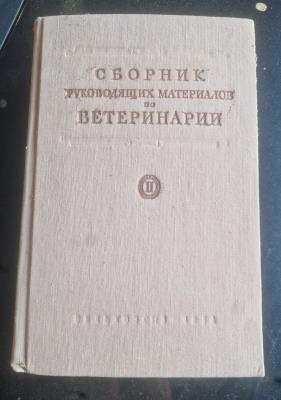 СБОРНИК
РУКОВОДЯЩИХ МАТЕРИАЛОВ
ПО
ВЕТЕРИНАРИИ
II